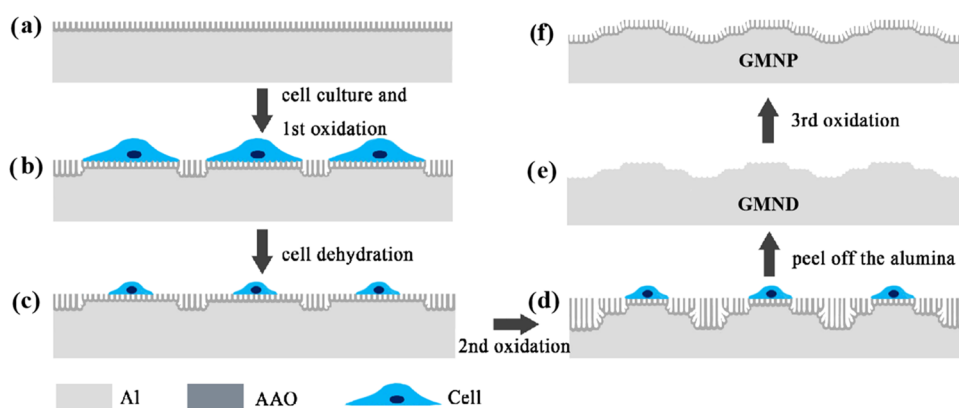 (a)
cell culture and
1st oxidation
(b)
cell dehydration
(c)
2nd oxidation
(d)
peel off the alumina
(e)
GMND
3rd oxidation
(f)
GMNP
Al
AAO
Cell